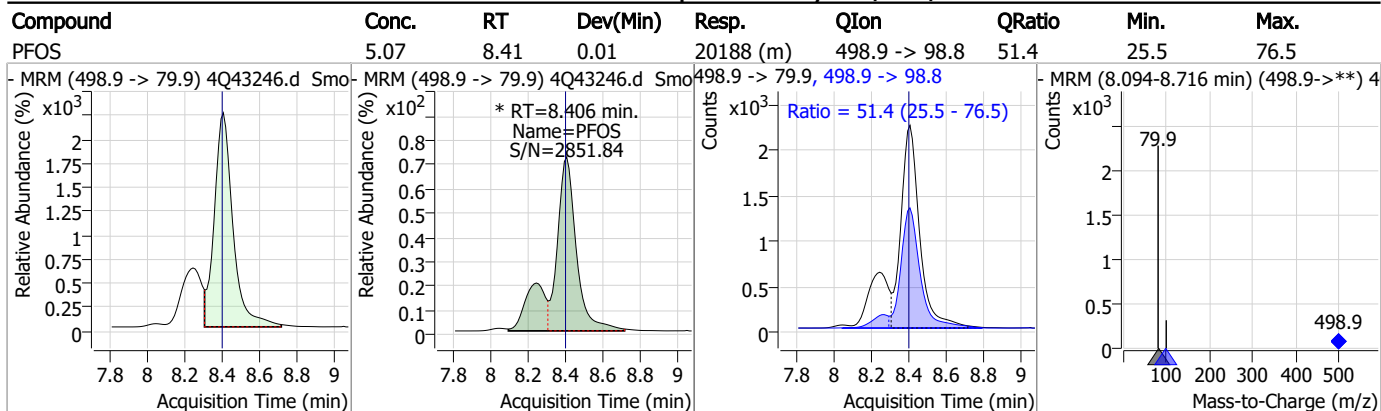 Compound Conc. RT Dev(Min) Resp. QIon QRatio Min. Max.
PFOS 5.07 8.41 0.01 20188 (m) 498.9 -> 98.8 51.4 25.5 76.5
- MRM (498.9 -> 79.9) 4Q43246.d Smo
Relative Abundance (%)
x10³
2
1.75
1.5
1.25
1
0.75
0.5
0.25
0
7.8 8 8.2 8.4 8.6 8.8 9
Acquisition Time (min)
- MRM (498.9 -> 79.9) 4Q43246.d Smo
Relative Abundance (%)
x10²
* RT=8.406 min.
Name=PFOS
S/N=2851.84
0.8
0.7
0.6
0.5
0.4
0.3
0.2
0.1
0
7.8 8 8.2 8.4 8.6 8.8 9
Acquisition Time (min)
498.9 -> 79.9, 498.9 -> 98.8
Counts
x10³
Ratio = 51.4 (25.5 - 76.5)
2
1.5
1
0.5
0
7.8 8 8.2 8.4 8.6 8.8 9
Acquisition Time (min)
- MRM (8.094-8.716 min) (498.9->**) 4
Counts
x10³
79.9
2
1.5
1
0.5
498.9
0
100 200 300 400 500
Mass-to-Charge (m/z)